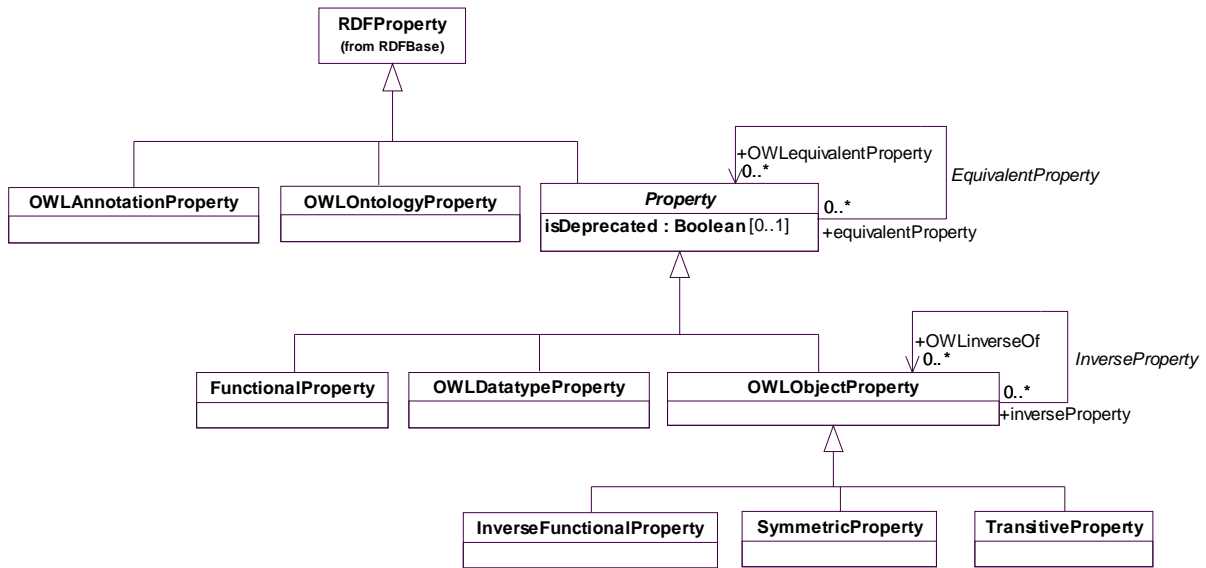 RDFProperty
(from RDFBase)
+OWLequivalentProperty
0..*
EquivalentProperty
OWLAnnotationProperty
OWLOntologyProperty
Property
0..*
isDeprecated : Boolean [0..1]
+equivalentProperty
+OWLinverseOf
0..*
InverseProperty
FunctionalProperty
OWLDatatypeProperty
OWLObjectProperty
0..*
+inverseProperty
InverseFunctionalProperty
SymmetricProperty
TransitiveProperty